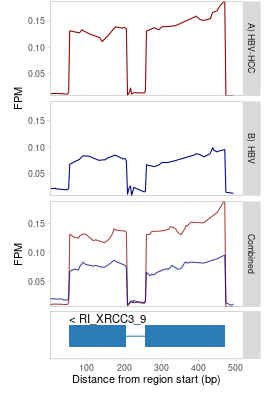 0.15
0.10
0.05
A) HBV-HCC
FPM
0.15
0.10
0.05
B) HBV
0.15
0.10
0.05
FPM
Combined
< RI_XRCC3_9
100 200 300 400 500
Distance from region start (bp)